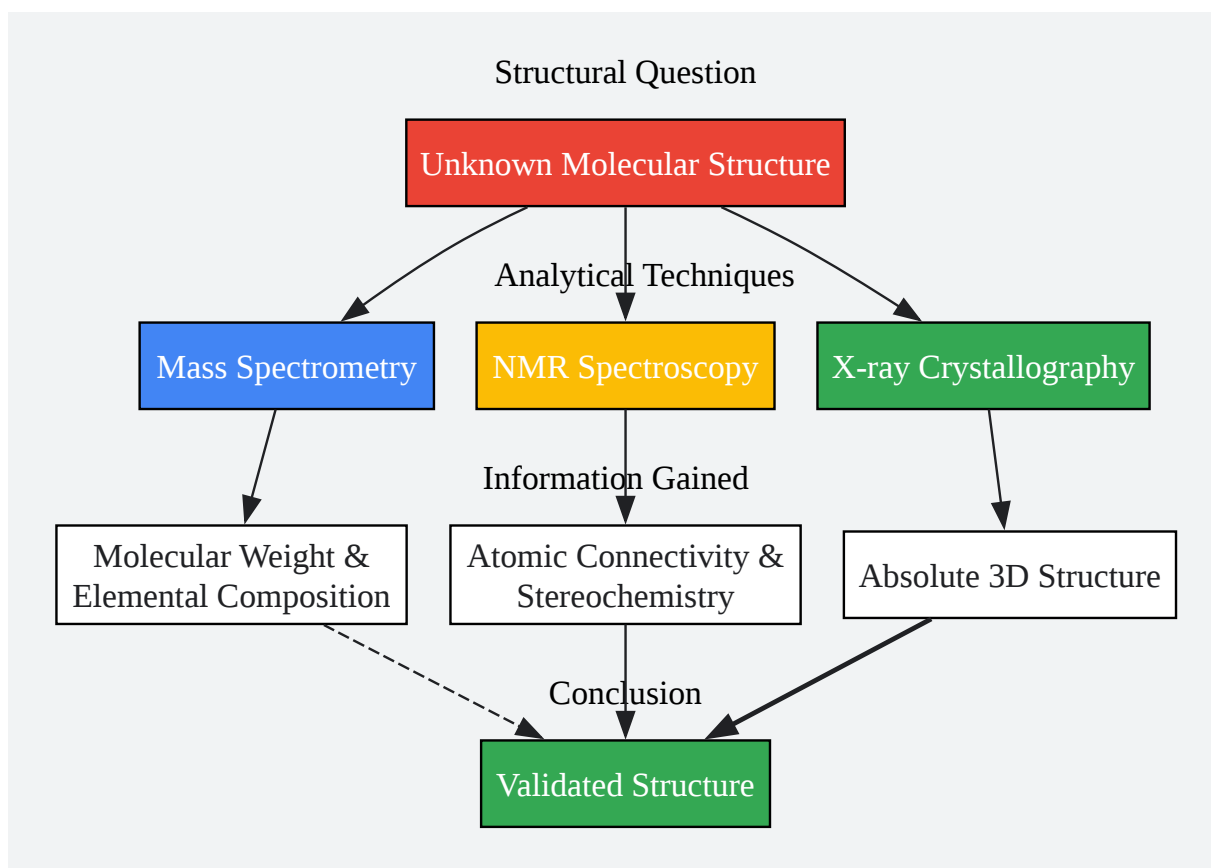 Structural Question
Unknown Molecular Structure
Analytical Techniques
Mass Spectrometry
NMR Spectroscopy
X-ray Crystallography
Information Gained
Molecular Weight &
Elemental Composition
Atomic Connectivity &
Stereochemistry
Absolute 3D Structure
Conclusion
Validated Structure